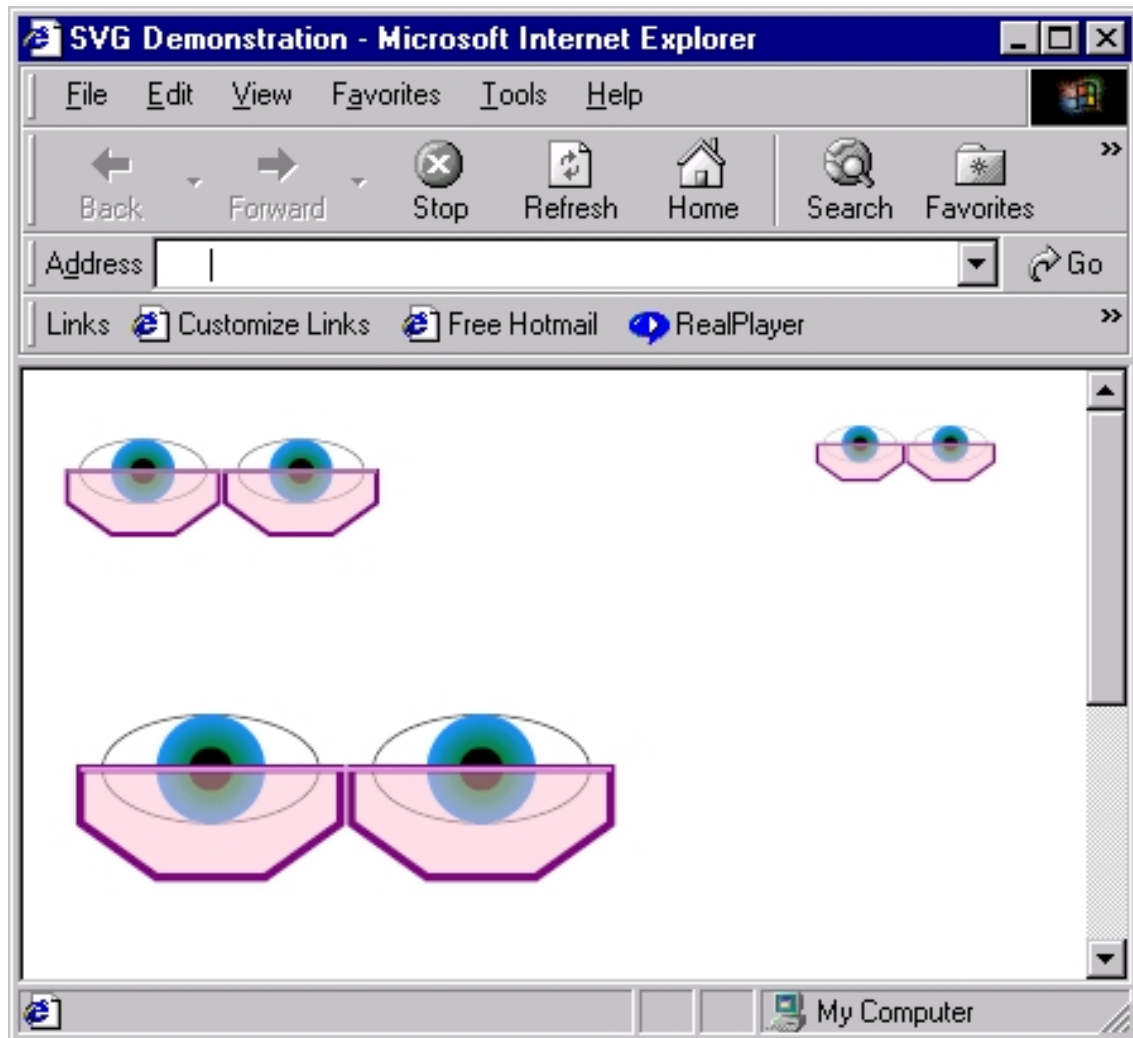 SVG Demonstration - Microsoft Internet Explorer
File Edit View Favorites Tools Help
Back Forward Stop Refresh Home Search Favorites
Address Go
Links Customize Links Free Hotmail RealPlayer
My Computer